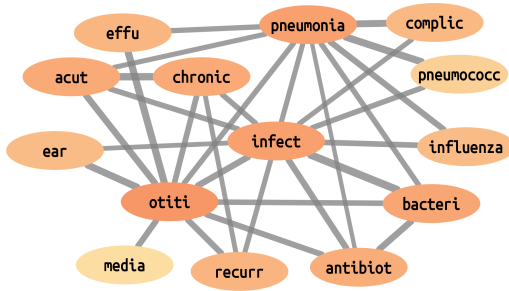 effu
pneumonia
complic
acut
chronic
pneumococc
ear
infect
influenza
otiti
bacteri
media
recurr
antibiot